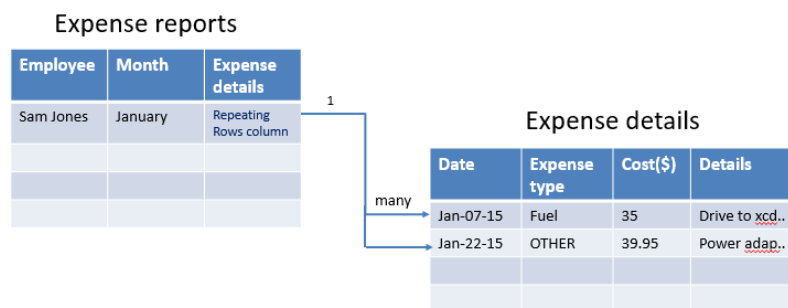 Expense reports
Employee Month Expense details
Sam Jones January Repeating Rows column
1
many
Expense details
Date Expense type Cost($) Details
Jan-07-15 Fuel 35 Drive to xcd..
Jan-22-15 OTHER 39.95 Power adap..